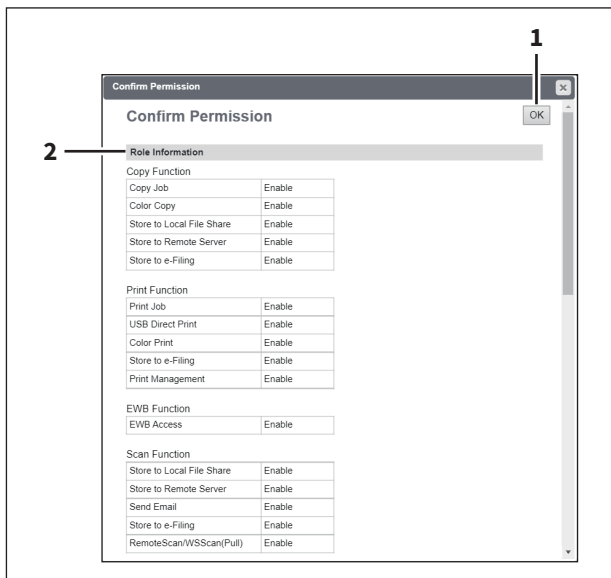 1
Confirm Permission
Confirm Permission
OK
2
Role Information
Copy Function
Copy Job Enable
Color Copy Enable
Store to Local File Share Enable
Store to Remote Server Enable
Store to e-Filing Enable
Print Function
Print Job Enable
USB Direct Print Enable
Color Print Enable
Store to e-Filing Enable
Print Management Enable
EWB Function
EWB Access Enable
Scan Function
Store to Local File Share Enable
Store to Remote Server Enable
Send Email Enable
Store to e-Filing Enable
RemoteScan/WSScan(Pull) Enable